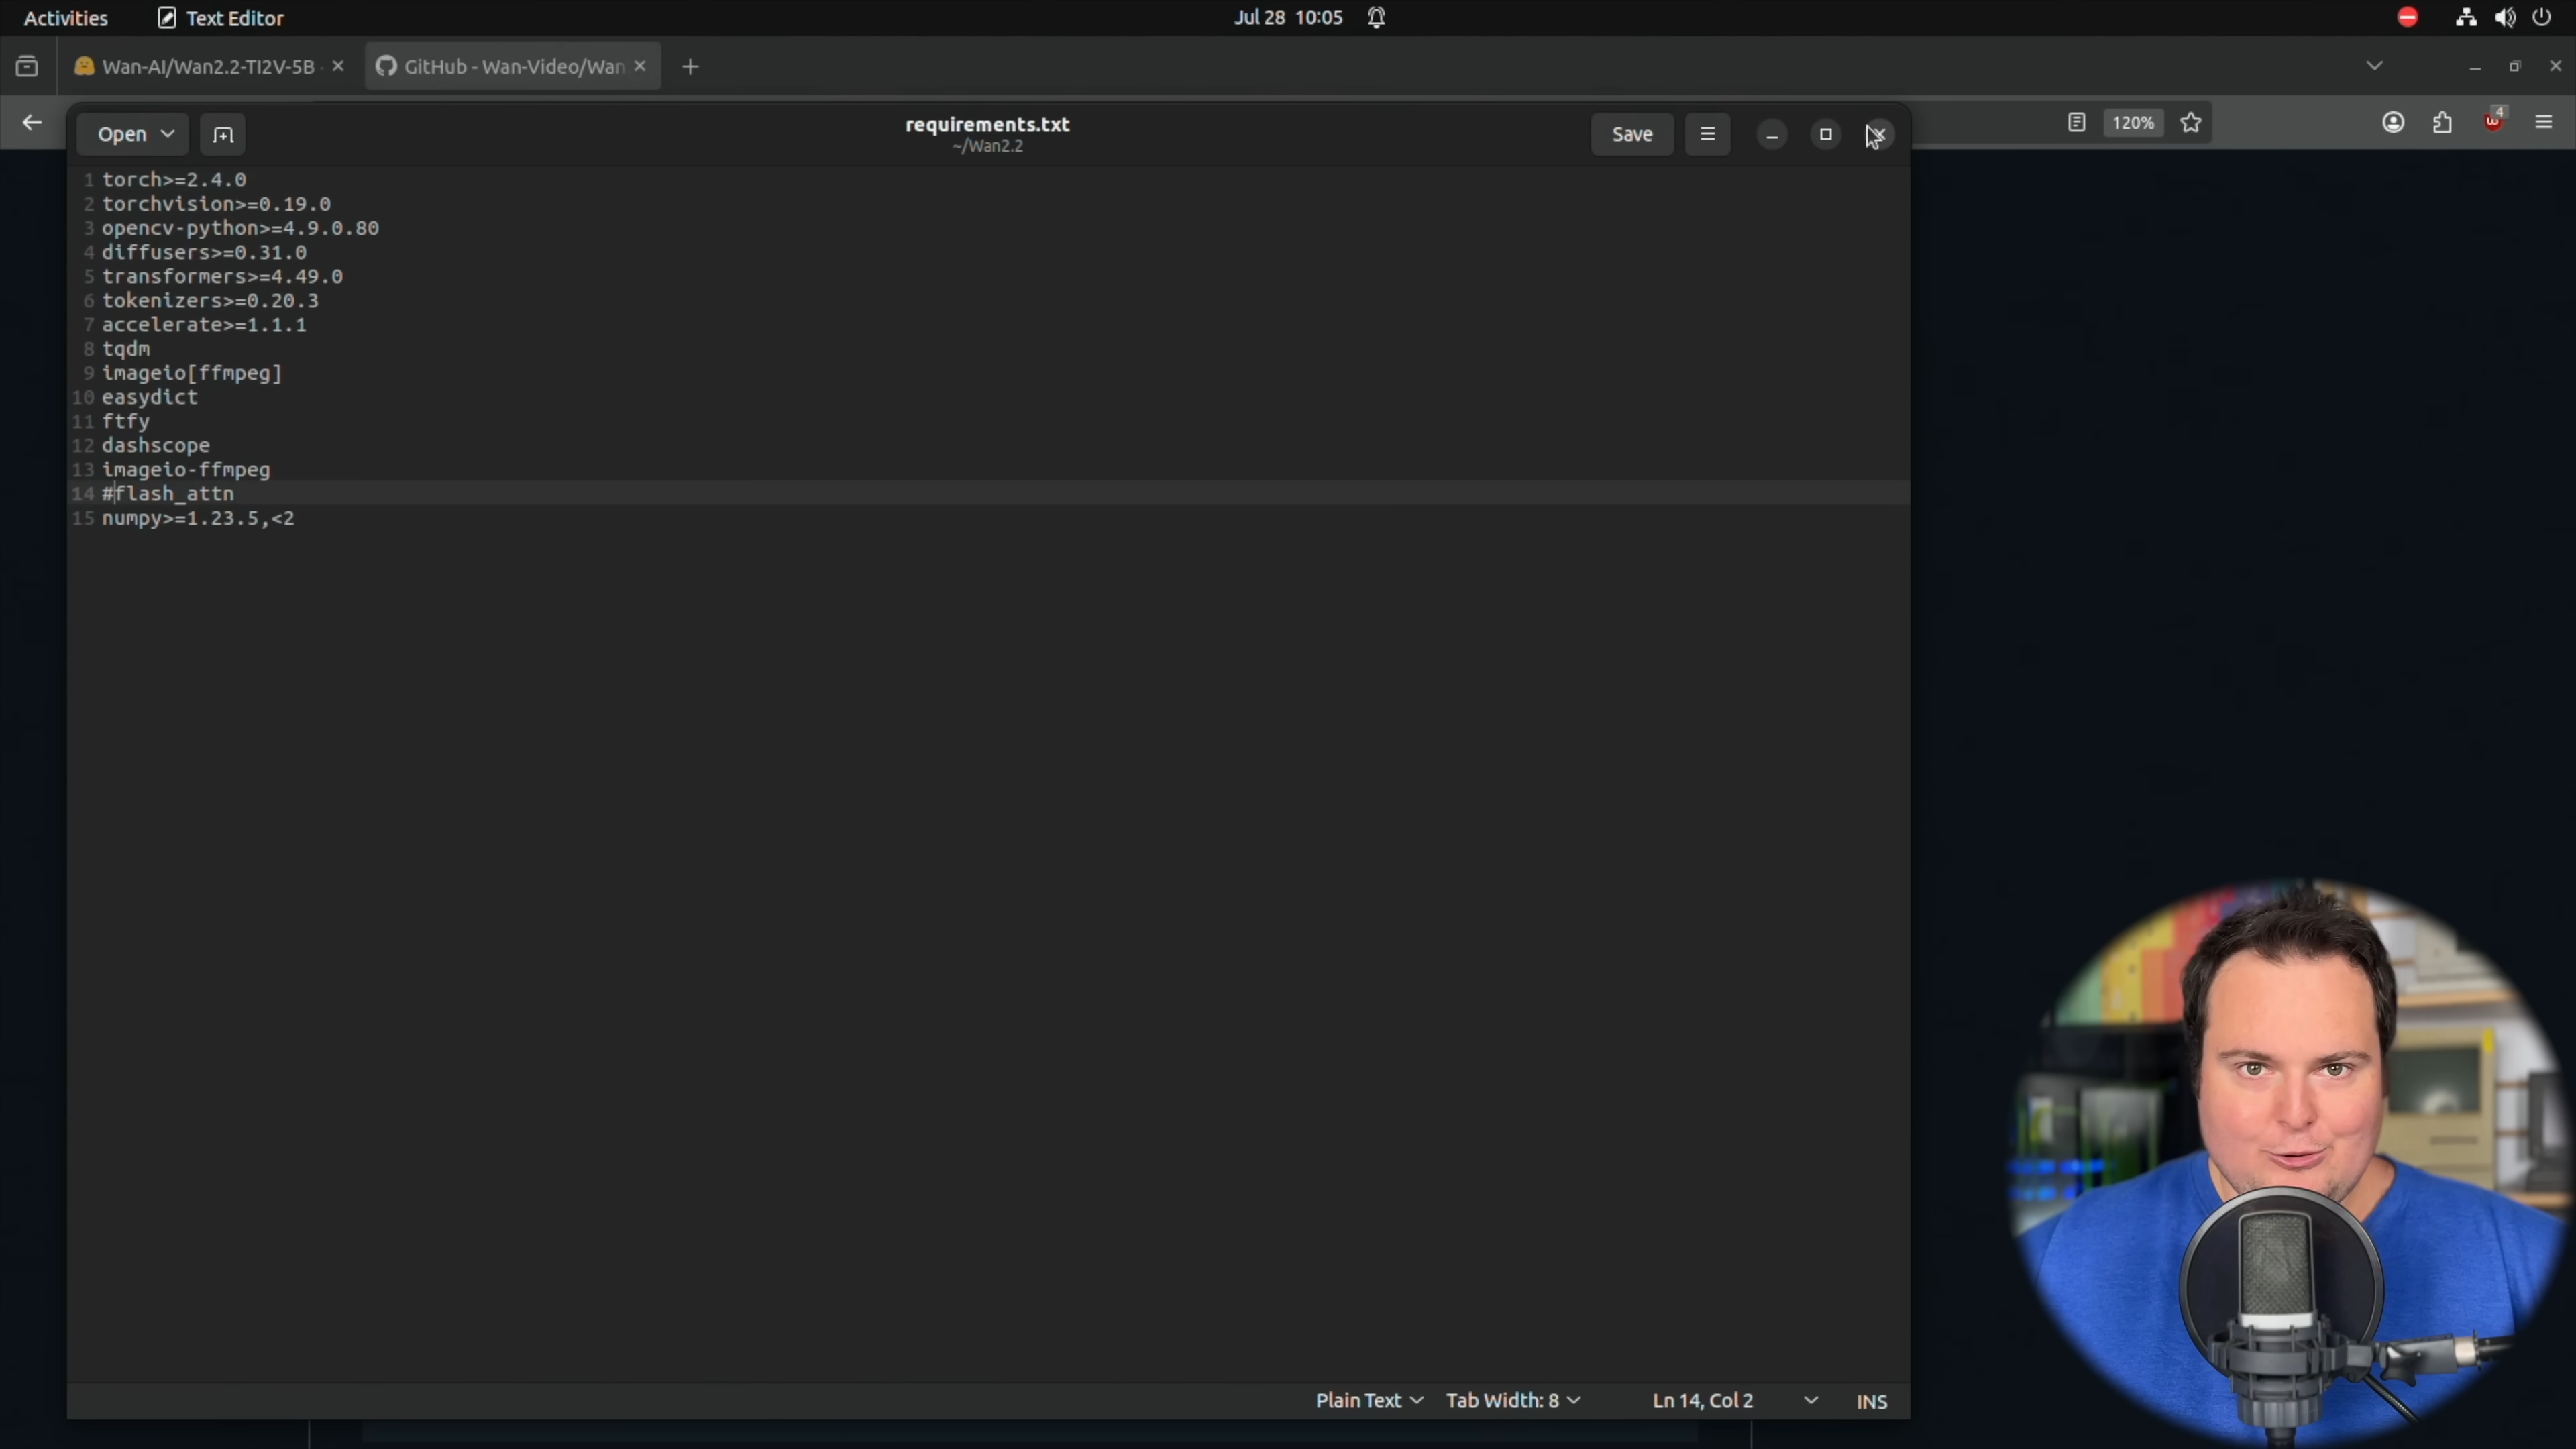 Activities Text Editor Jul 28 10:05
Wan-AI/Wan2.2-TI2V-5B GitHub - Wan-Video/Wan
Open requirements.txt Save 120% 4
~/Wan2.2
1 torch>=2.4.0
2 torchvision>=0.19.0
3 opencv-python>=4.9.0.80
4 diffusers>=0.31.0
5 transformers>=4.49.0
6 tokenizers>=0.20.3
7 accelerate>=1.1.1
8 tqdm
9 imageio[ffmpeg]
10 easydict
11 ftfy
12 dashscope
13 imageio-ffmpeg
14 #flash_attn
15 numpy>=1.23.5,<2
Plain Text Tab Width: 8 Ln 14, Col 2 INS